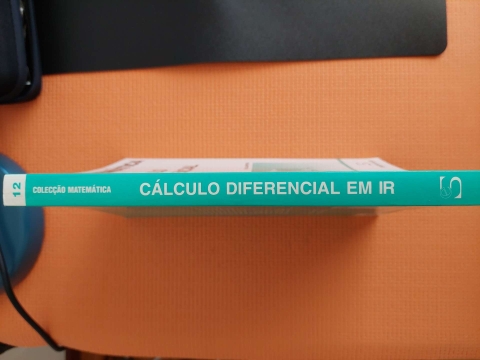 12
COLECÇÃO MATEMÁTICA
CÁLCULO DIFERENCIAL EM IR